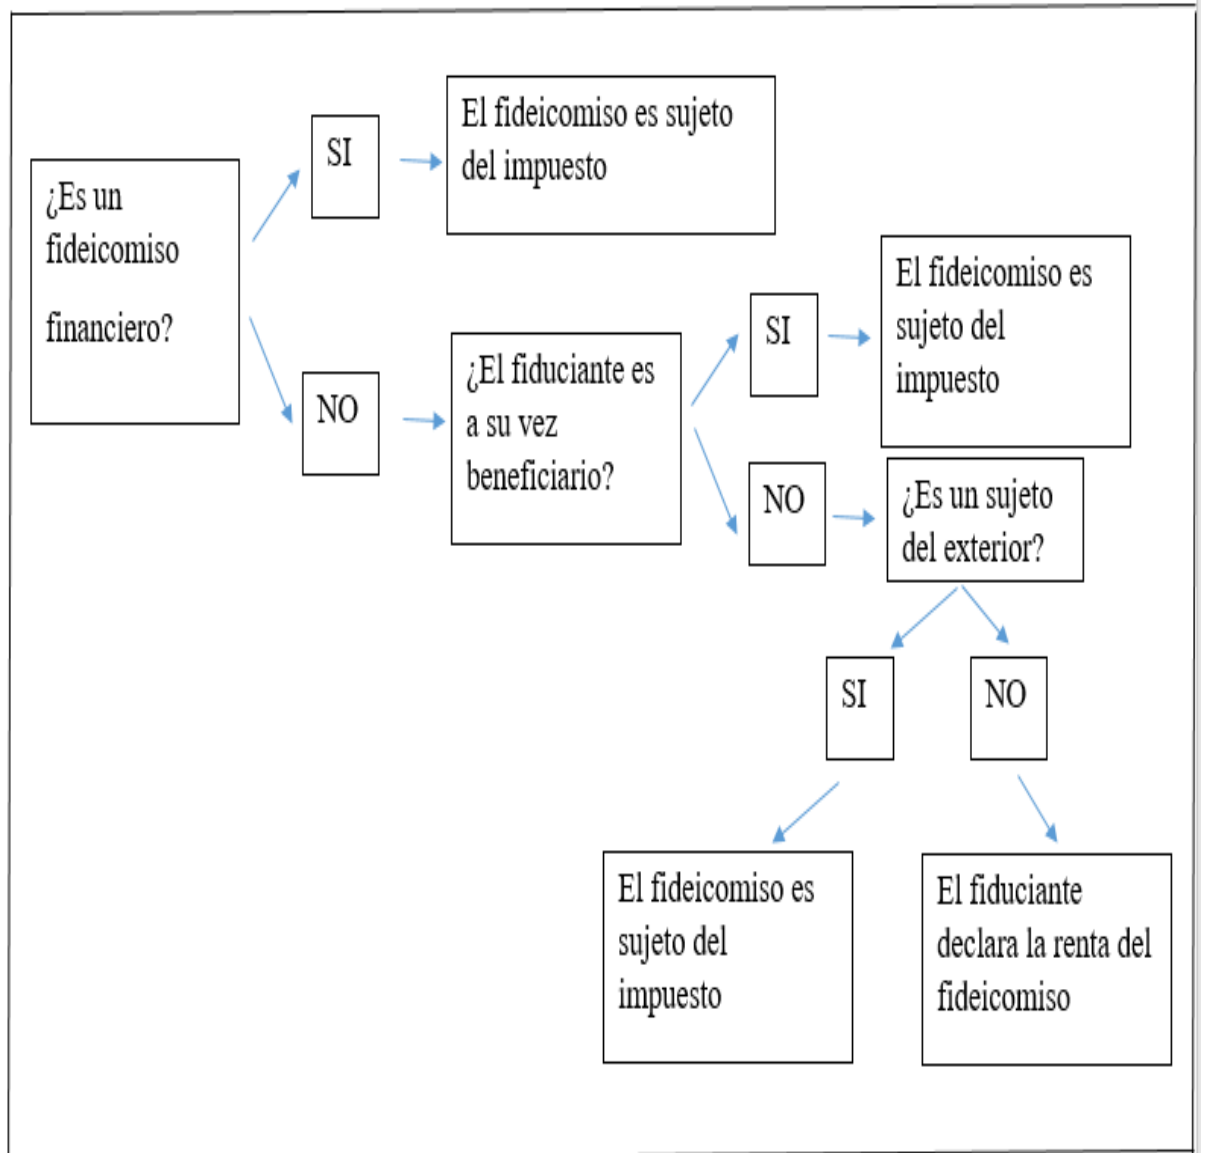 ¿Es un
fideicomiso
financiero?
SI
El fideicomiso es sujeto
del impuesto
NO
¿El fiduciante es
a su vez
beneficiario?
SI
El fideicomiso es
sujeto del
impuesto
NO
¿Es un sujeto
del exterior?
SI
NO
El fideicomiso es
sujeto del
impuesto
El fiduciante
declara la renta del
fideicomiso